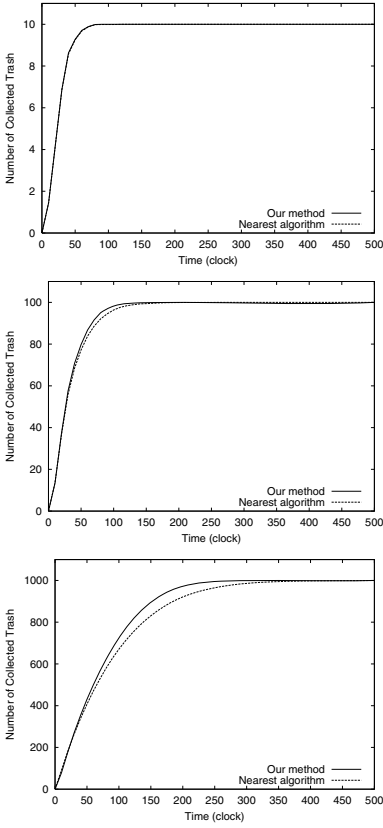 10
8
6
4
2
0
Number of Collected Trash
Our method
Nearest algorithm
0 50 100 150 200 250 300 350 400 450 500
Time (clock)
100
80
60
40
20
0
Number of Collected Trash
Our method
Nearest algorithm
0 50 100 150 200 250 300 350 400 450 500
Time (clock)
1000
800
600
400
200
0
Number of Collected Trash
Our method
Nearest algorithm
0 50 100 150 200 250 300 350 400 450 500
Time (clock)